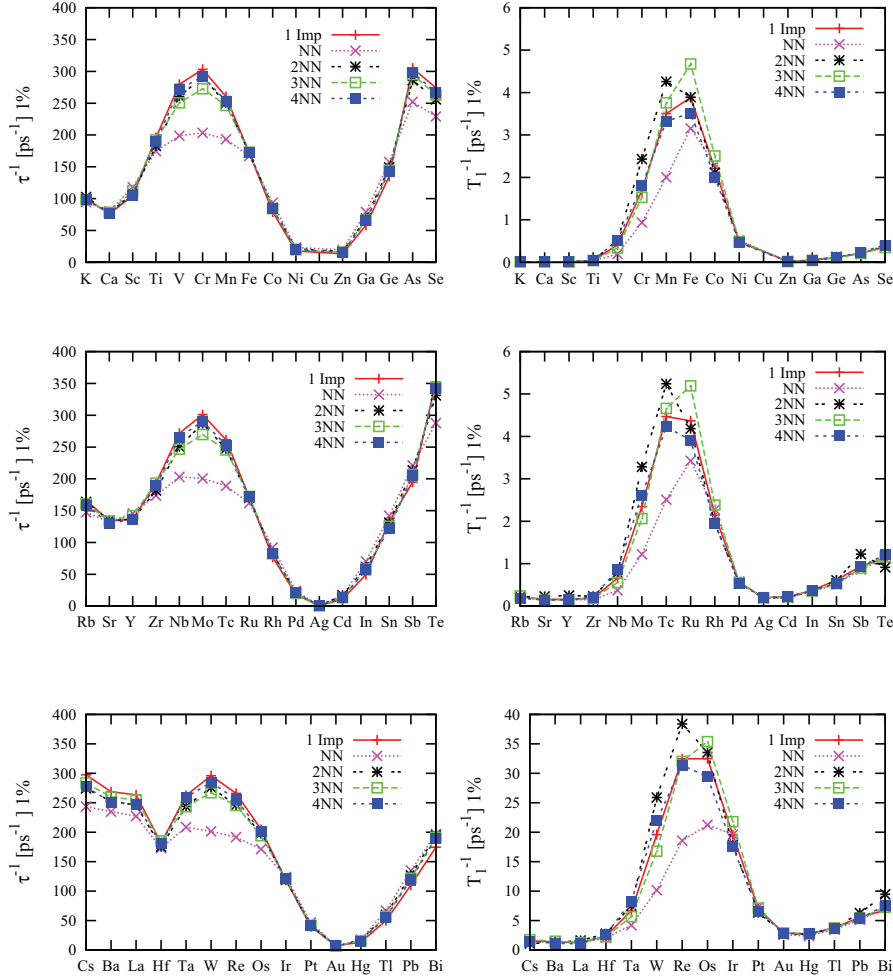 400
350
300
250
200
150
100
50
0
τ⁻¹ [ps⁻¹] 1%
1 Imp
NN
2NN
3NN
4NN
K Ca Sc Ti V Cr Mn Fe Co Ni Cu Zn Ga Ge As Se
6
5
4
3
2
1
0
T₁⁻¹ [ps⁻¹] 1%
1 Imp
NN
2NN
3NN
4NN
K Ca Sc Ti V Cr Mn Fe Co Ni Cu Zn Ga Ge As Se
400
350
300
250
200
150
100
50
0
τ⁻¹ [ps⁻¹] 1%
1 Imp
NN
2NN
3NN
4NN
Rb Sr Y Zr Nb Mo Tc Ru Rh Pd Ag Cd In Sn Sb Te
6
5
4
3
2
1
0
T₁⁻¹ [ps⁻¹] 1%
1 Imp
NN
2NN
3NN
4NN
Rb Sr Y Zr Nb Mo Tc Ru Rh Pd Ag Cd In Sn Sb Te
400
350
300
250
200
150
100
50
0
τ⁻¹ [ps⁻¹] 1%
1 Imp
NN
2NN
3NN
4NN
Cs Ba La Hf Ta W Re Os Ir Pt Au Hg Tl Pb Bi
40
35
30
25
20
15
10
5
0
T₁⁻¹ [ps⁻¹] 1%
1 Imp
NN
2NN
3NN
4NN
Cs Ba La Hf Ta W Re Os Ir Pt Au Hg Tl Pb Bi